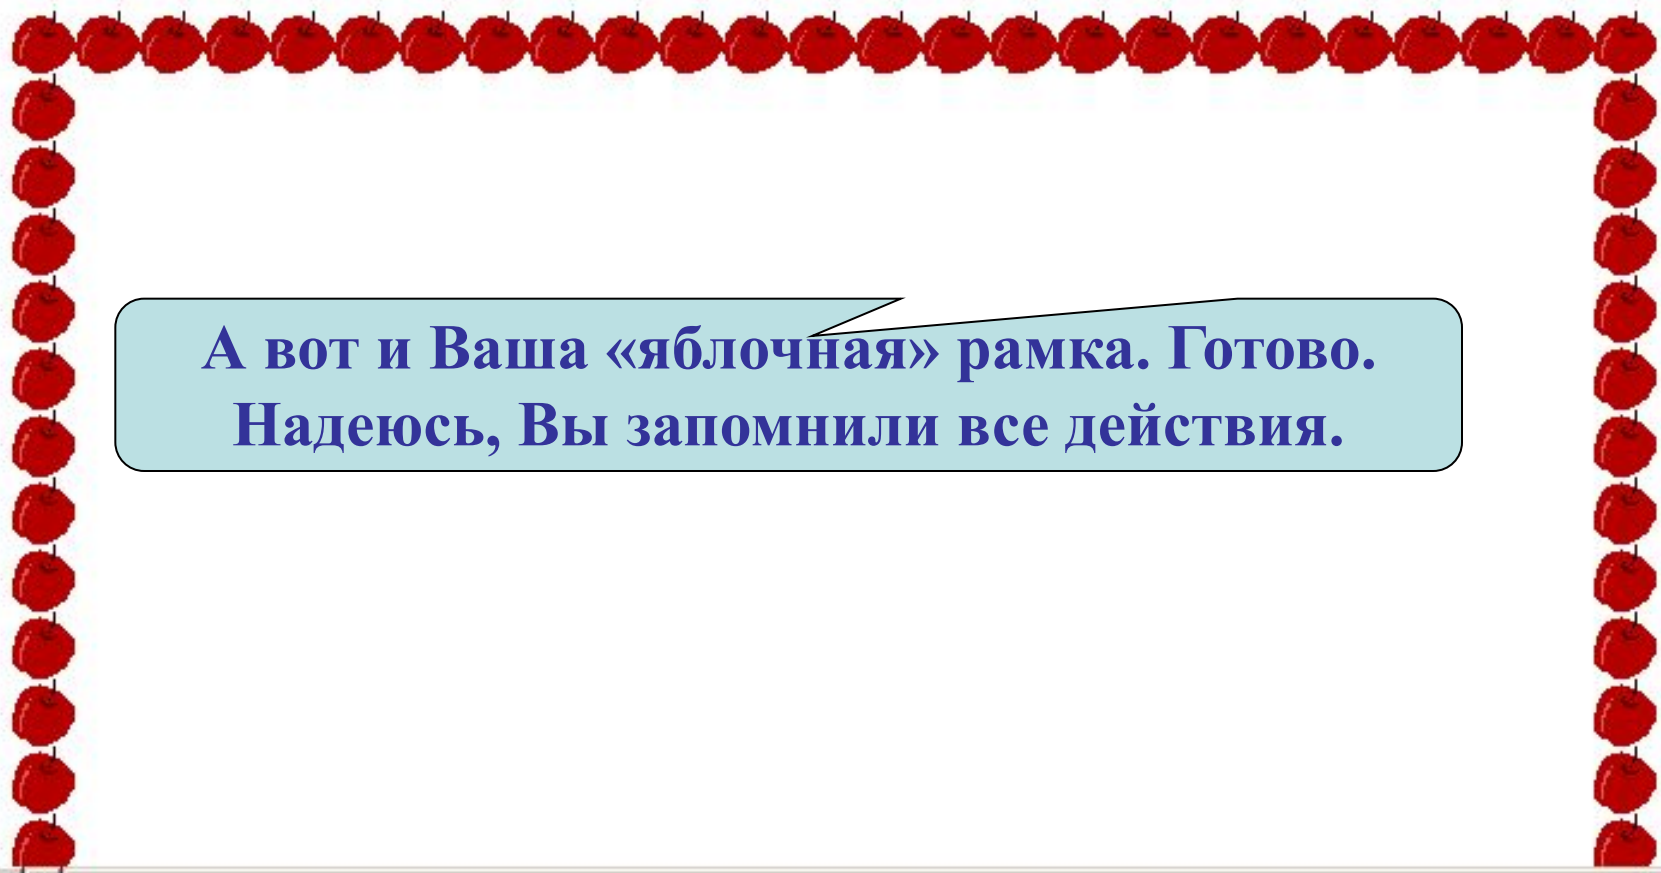 А вот и Ваша «яблочная» рамка. Готово.
Надеюсь, Вы запомнили все действия.